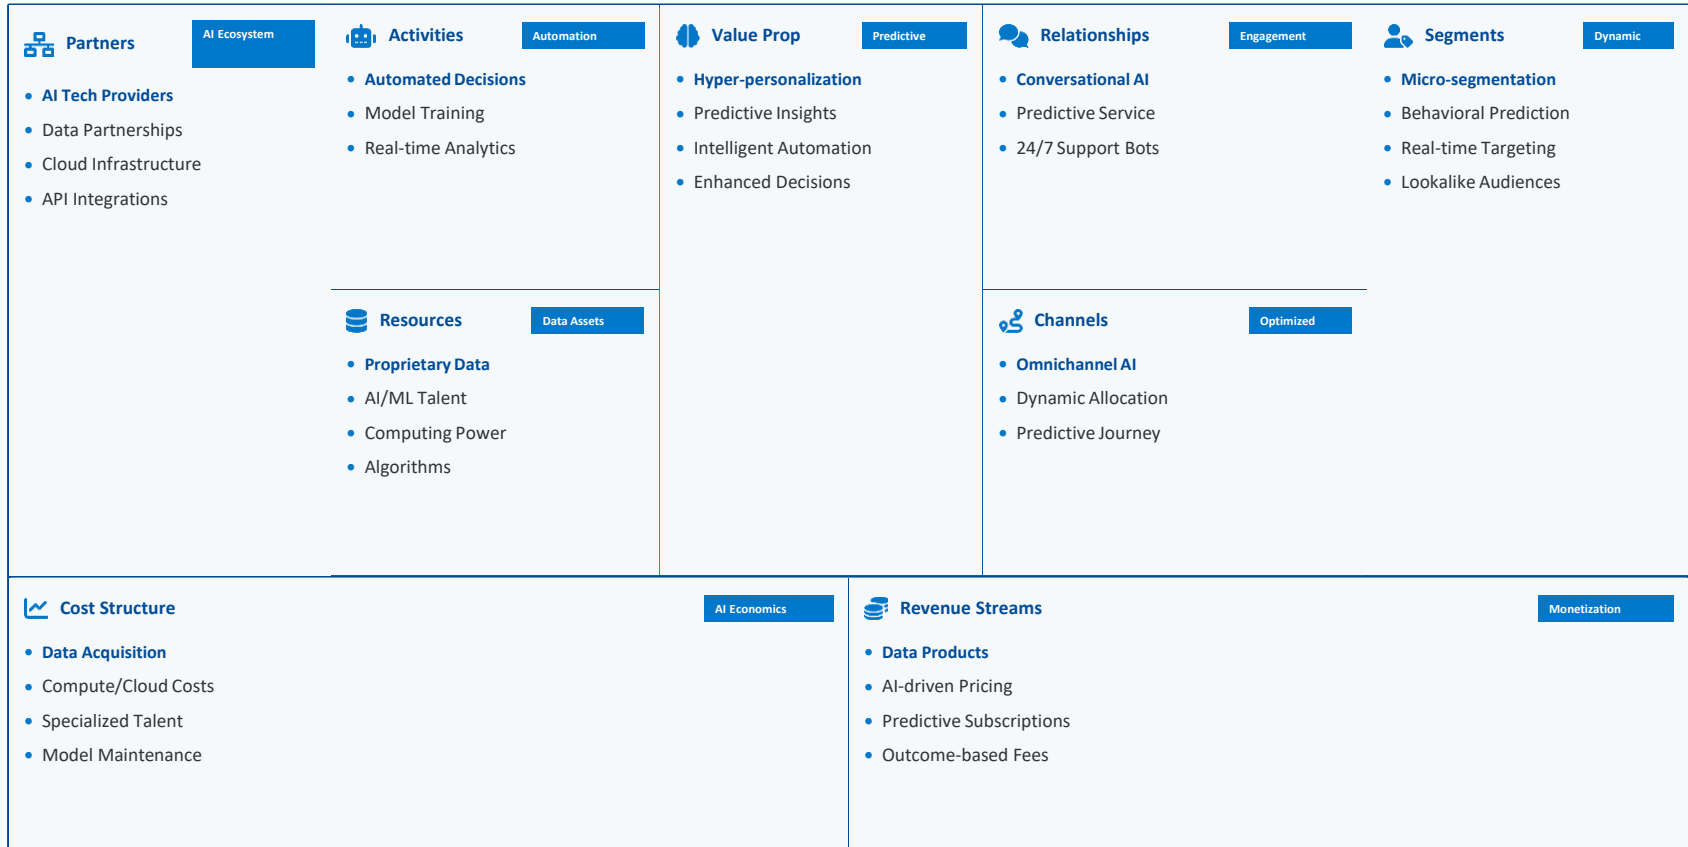 Partners
AI Ecosystem
AI Tech Providers
Data Partnerships
Cloud Infrastructure
API Integrations
Activities
Automation
Automated Decisions
Model Training
Real-time Analytics
Resources
Data Assets
Proprietary Data
AI/ML Talent
Computing Power
Algorithms
Value Prop
Predictive
Hyper-personalization
Predictive Insights
Intelligent Automation
Enhanced Decisions
Relationships
Engagement
Conversational AI
Predictive Service
24/7 Support Bots
Channels
Optimized
Omnichannel AI
Dynamic Allocation
Predictive Journey
Segments
Dynamic
Micro-segmentation
Behavioral Prediction
Real-time Targeting
Lookalike Audiences
Cost Structure
AI Economics
Data Acquisition
Compute/Cloud Costs
Specialized Talent
Model Maintenance
Revenue Streams
Monetization
Data Products
AI-driven Pricing
Predictive Subscriptions
Outcome-based Fees